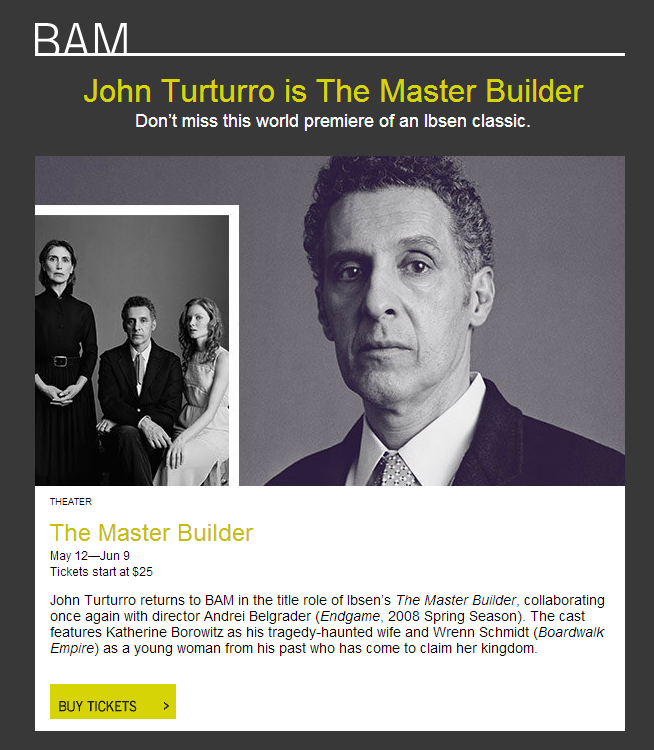 BAM
John Turturro is The Master Builder
Don't miss this world premiere of an Ibsen classic.
THEATER
The Master Builder
May 12—Jun 9
Tickets start at $25
John Turturro returns to BAM in the title role of Ibsen's The Master Builder, collaborating
once again with director Andrei Belgrader (Endgame, 2008 Spring Season). The cast
features Katherine Borowitz as his tragedy-haunted wife and Wrenn Schmidt (Boardwalk
Empire) as a young woman from his past who has come to claim her kingdom.
BUY TICKETS >